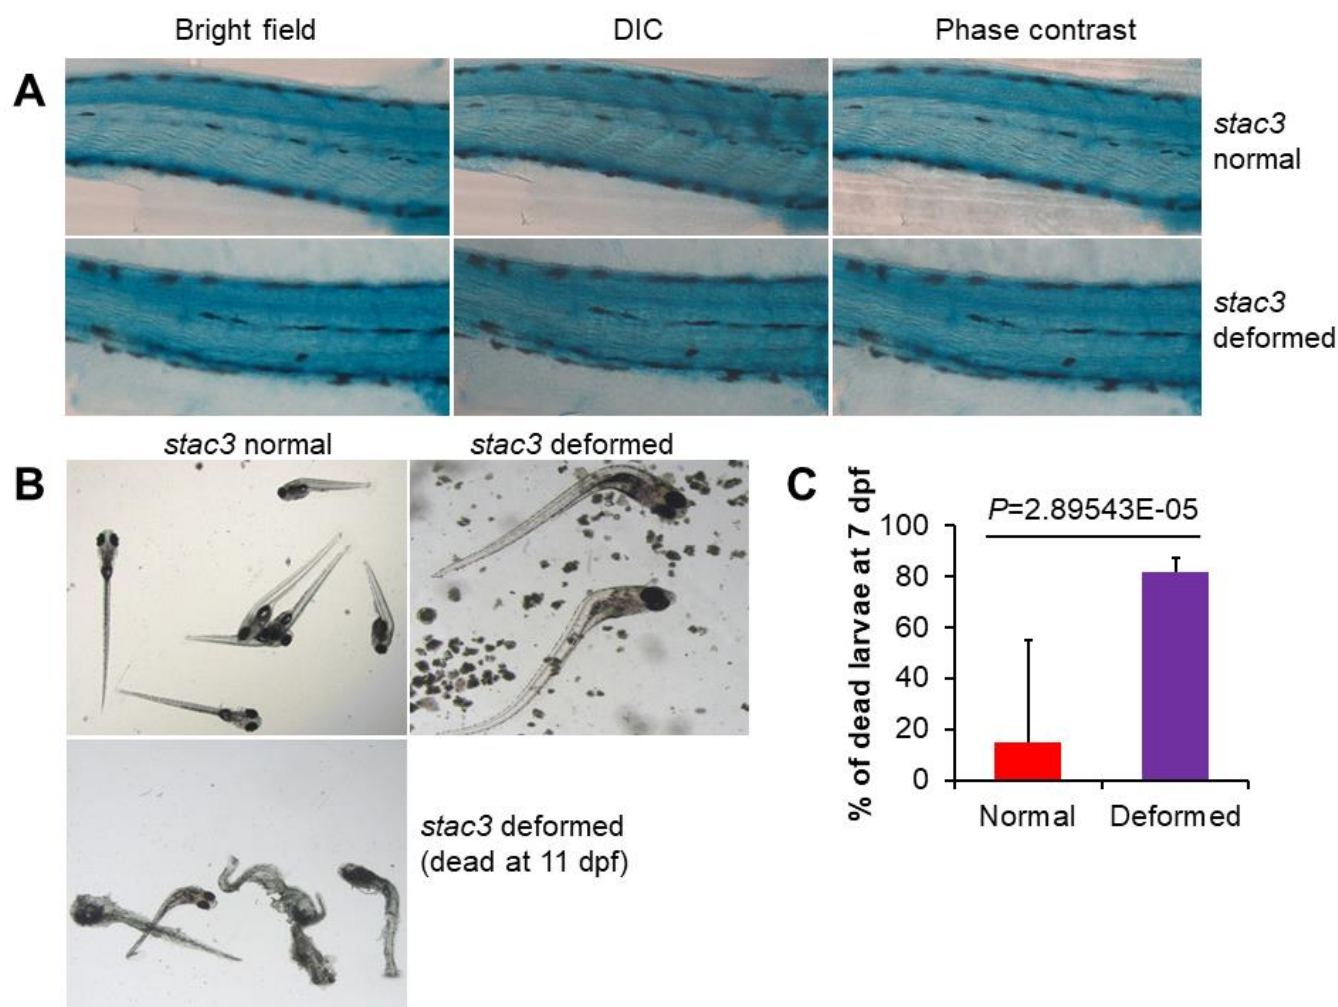 Bright field
DIC
Phase contrast
A
stac3
normal
stac3
deformed
stac3 normal
stac3 deformed
B
stac3 deformed
(dead at 11 dpf)
C
% of dead larvae at 7 dpf
P=2.89543E-05
100
80
60
40
20
0
Normal
Deformed